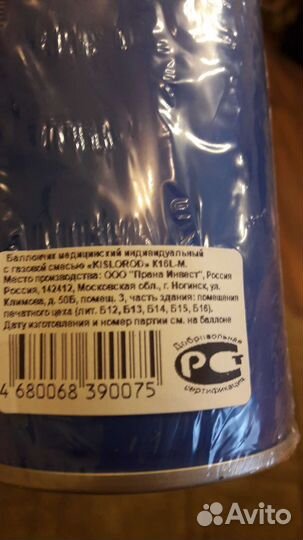 Баллончик медицинский индивидуальный
с газовой смесью «KISLOROD» K16L-M.
Место производства: ООО "Прана Инвест", Россия
Россия, 142412, Московская обл., г. Ногинск, ул.
Климова, д. 50Б, помещ. 3, часть здания: помещения
печатного цеха (лит. Б12, Б13, Б14, Б15, Б16).
Дату изготовления и номер партии см. на баллоне
4 680068 390075
Добровольная
РСТ
сертификация
Avito